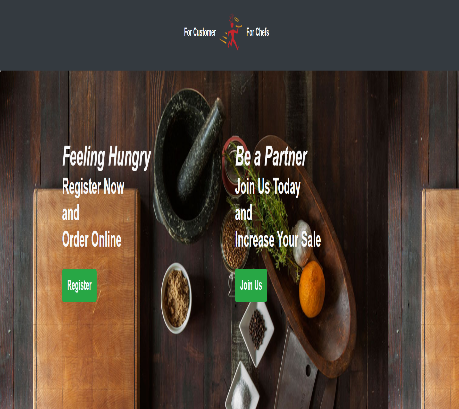 For Customer
For Chefs
Feeling Hungry
Register Now
and
Order Online
Register
Be a Partner
Join Us Today
and
Increase Your Sale
Join Us